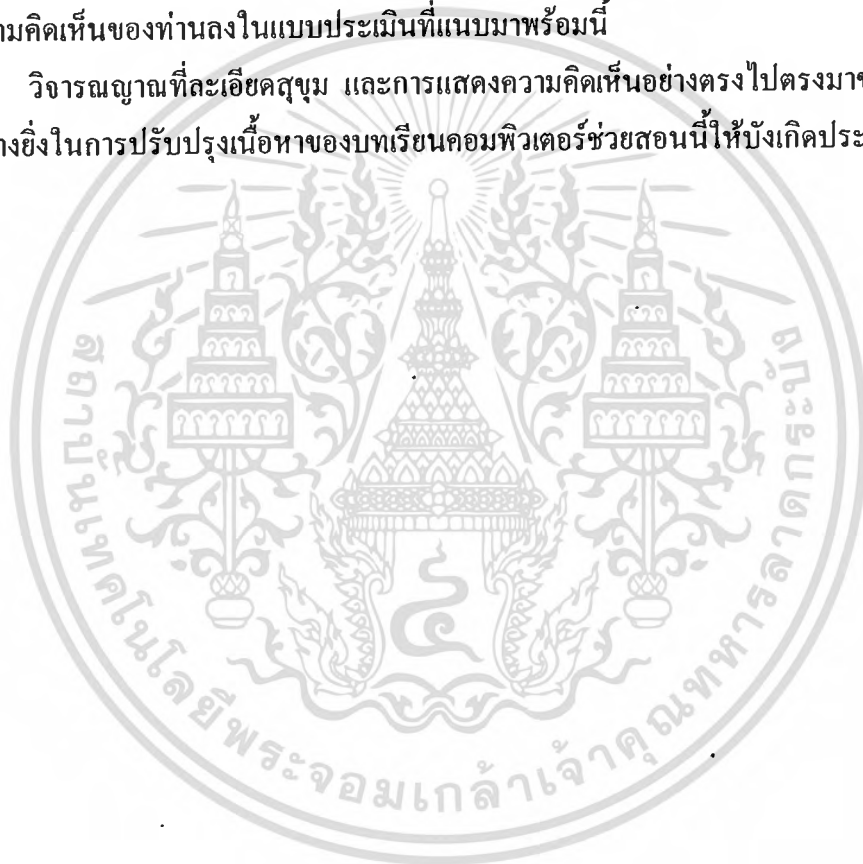 ามคิดเห็นของท่านลงในแบบประเมินที่แนบมาพร้อมนี้
วิจารณญาณที่ละเอียดสุขุม และการแสดงความคิดเห็นอย่างตรงไปตรงมาข
างยิ่งในการปรับปรุงเนื้อหาของบทเรียนคอมพิวเตอร์ช่วยสอนนี้ให้บังเกิดประ
๕
สถาบันเทคโนโลยีพระจอมเกล้าเจ้าคุณทหารลาดกระบัง